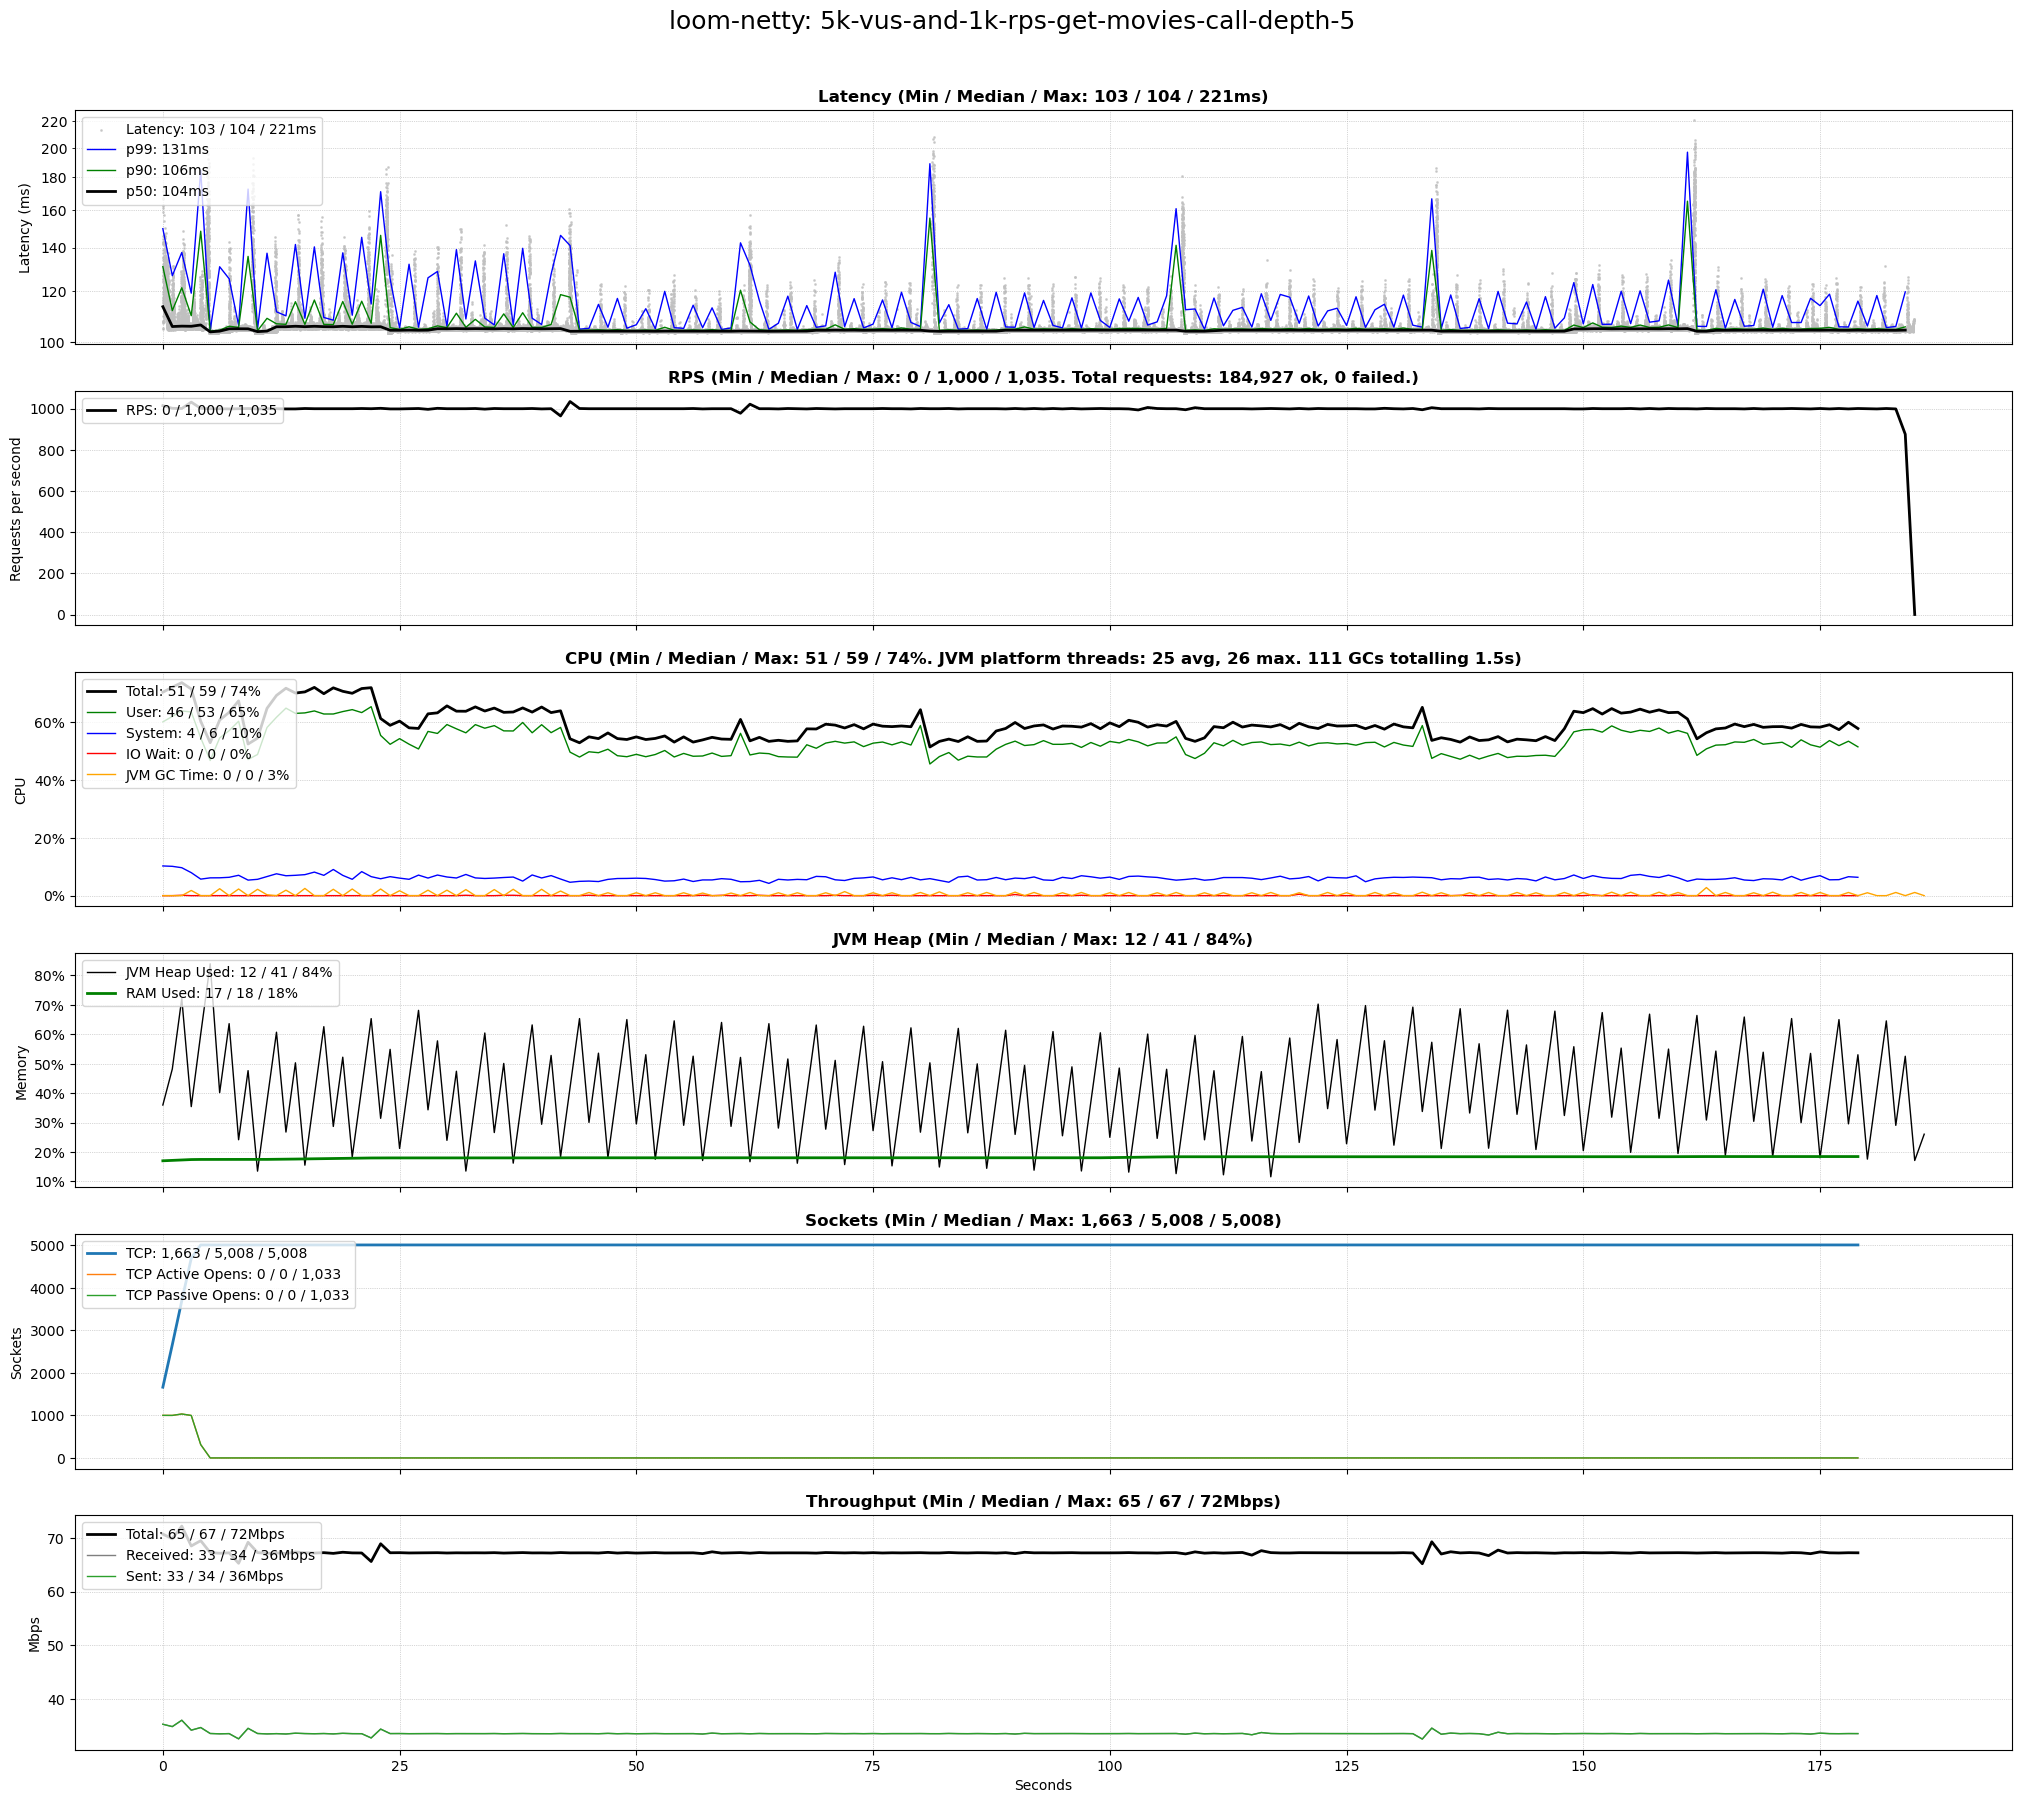 loom-netty: 5k-vus-and-1k-rps-get-movies-call-depth-5
Latency (Min / Median / Max: 103 / 104 / 221ms)
Latency (ms)
220
200
180
160
140
120
100
Latency: 103 / 104 / 221ms
p99: 131ms
p90: 106ms
p50: 104ms
RPS (Min / Median / Max: 0 / 1,000 / 1,035. Total requests: 184,927 ok, 0 failed.)
Requests per second
1000
800
600
400
200
0
RPS: 0 / 1,000 / 1,035
CPU (Min / Median / Max: 51 / 59 / 74%. JVM platform threads: 25 avg, 26 max. 111 GCs totalling 1.5s)
CPU
60%
40%
20%
0%
Total: 51 / 59 / 74%
User: 46 / 53 / 65%
System: 4 / 6 / 10%
IO Wait: 0 / 0 / 0%
JVM GC Time: 0 / 0 / 3%
JVM Heap (Min / Median / Max: 12 / 41 / 84%)
Memory
80%
70%
60%
50%
40%
30%
20%
10%
JVM Heap Used: 12 / 41 / 84%
RAM Used: 17 / 18 / 18%
Sockets (Min / Median / Max: 1,663 / 5,008 / 5,008)
Sockets
5000
4000
3000
2000
1000
0
TCP: 1,663 / 5,008 / 5,008
TCP Active Opens: 0 / 0 / 1,033
TCP Passive Opens: 0 / 0 / 1,033
Throughput (Min / Median / Max: 65 / 67 / 72Mbps)
Mbps
70
60
50
40
Total: 65 / 67 / 72Mbps
Received: 33 / 34 / 36Mbps
Sent: 33 / 34 / 36Mbps
0 25 50 75 100 125 150 175
Seconds